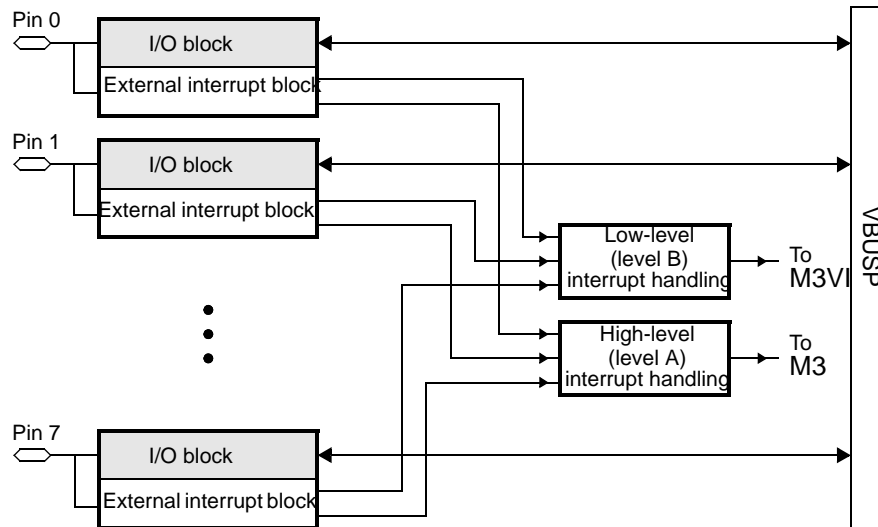 Pin 0
I/O block
External interrupt block
Pin 1
I/O block
External interrupt block
VBUSP
Low-level
(level B)
interrupt handling
To
M3VI
High-level
(level A)
interrupt handling
To
M3
Pin 7
I/O block
External interrupt block